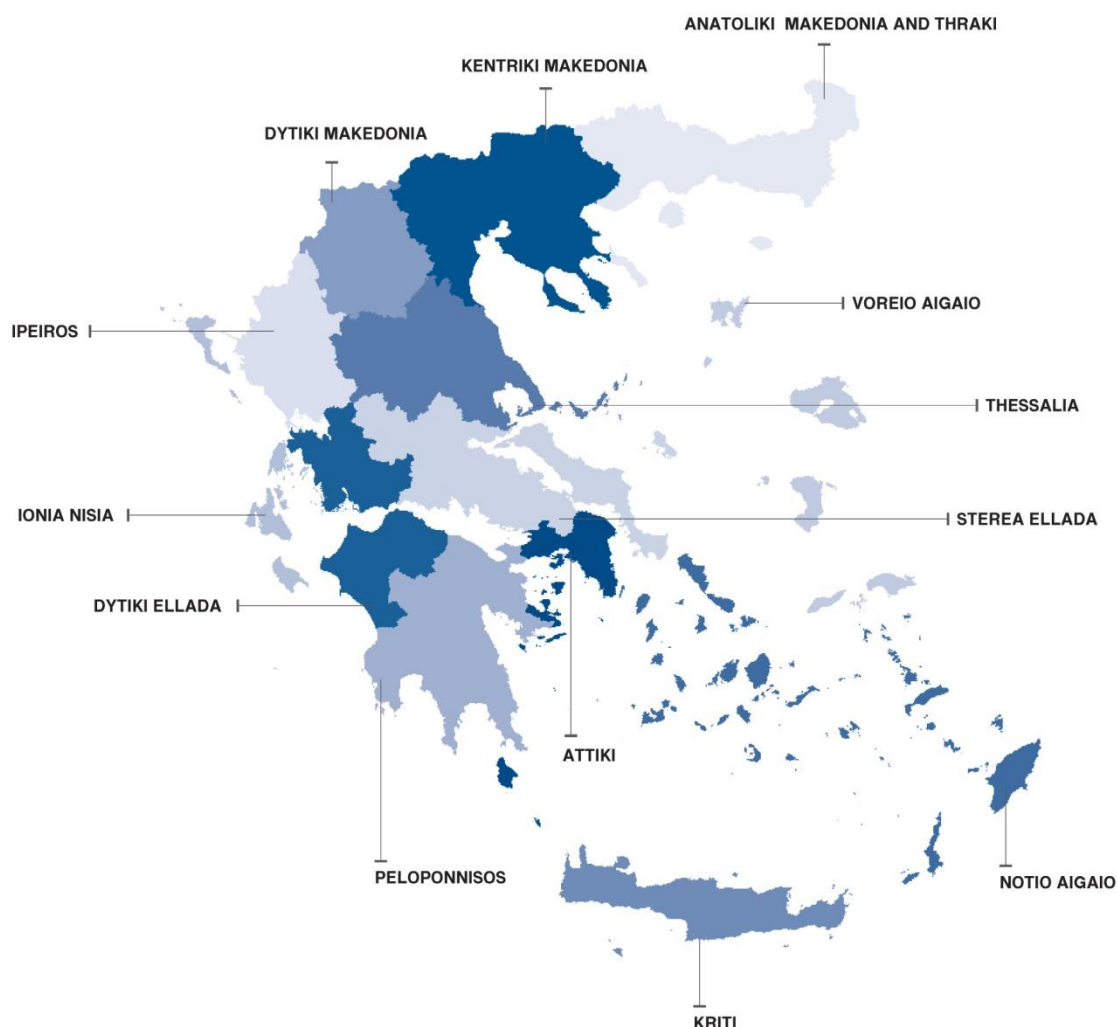 ANATOLIKI MAKEDONIA AND THRAKI
KENTRIKI MAKEDONIA
DYTIKI MAKEDONIA
VOREIO AIGAIO
IPEIROS
THESSALIA
IONIA NISIA
STEREA ELLADA
DYTIKI ELLADA
ATTIKI
PELOPONNISOS
NOTIO AIGAIO
KRITI